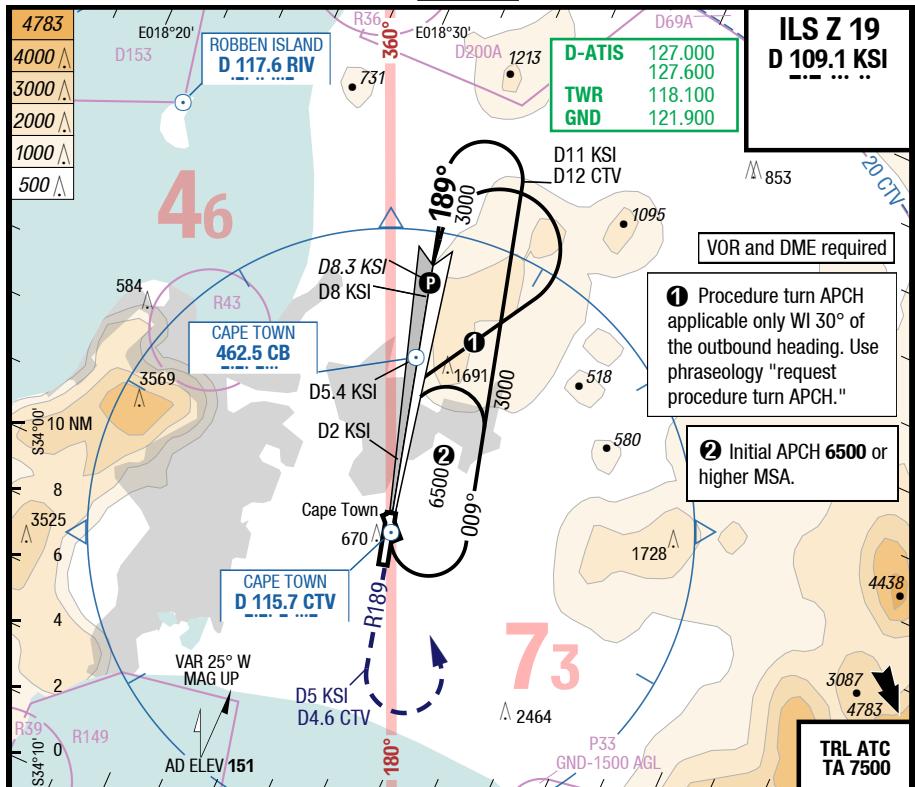 4783
4000
3000
2000
1000
500
E018°20'
D153
ROBBEN ISLAND
D 117.6 RIV
R36
360°
E018°30'
D200A
D69A
731
1213
D-ATIS 127.000
127.600
TWR 118.100
GND 121.900
ILS Z 19
D 109.1 KSI
20 CTV
853
46
189°
3000
D11 KSI
D12 CTV
1095
VOR and DME required
D8.3 KSI
P
D8 KSI
584
R43
CAPE TOWN
462.5 CB
1 Procedure turn APCH
applicable only WI 30° of
the outbound heading. Use
phraseology "request
procedure turn APCH."
1
1691
3000
518
3569
D5.4 KSI
S34°00'
10 NM
D2 KSI
2
6500
580
2 Initial APCH 6500 or
higher MSA.
8
3525
6
Cape Town
670
009°
1728
CAPE TOWN
D 115.7 CTV
R189
4438
4
VAR 25° W
MAG UP
73
2
D5 KSI
D4.6 CTV
3087
4783
2464
R39
R149
0
S34°10'
AD ELEV 151
180°
P33
GND-1500 AGL
TRL ATC
TA 7500